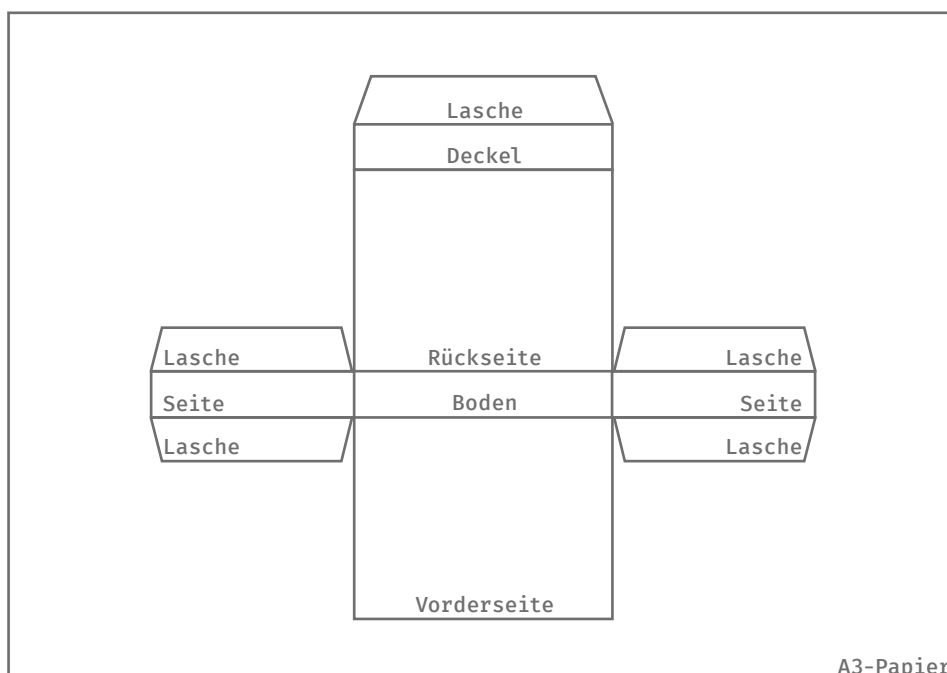 Lasche
Deckel
Rückseite
Lasche
Lasche
Seite
Boden
Seite
Lasche
Lasche
Vorderseite
A3-Papier